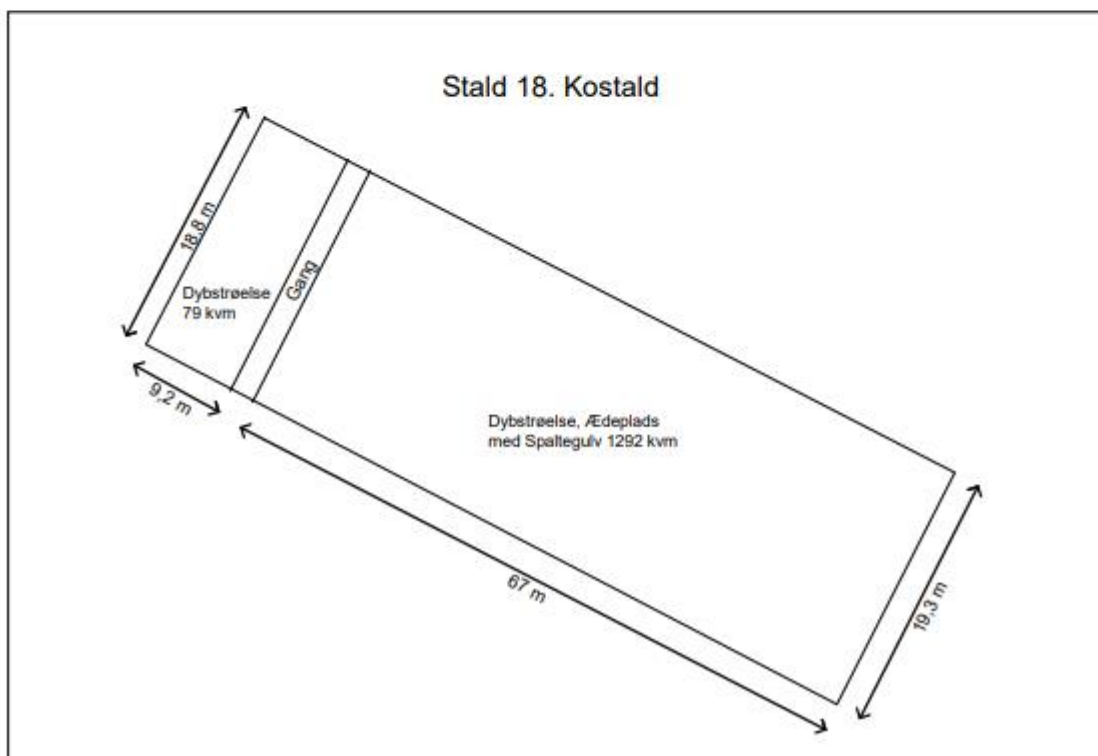 Stald 18. Kostald
18,8 m
Gang
Dybstrøelse
79 kvm
9,2 m
Dybstrøelse, Ædeplads
med Spaltegulv 1292 kvm
67 m
19,3 m